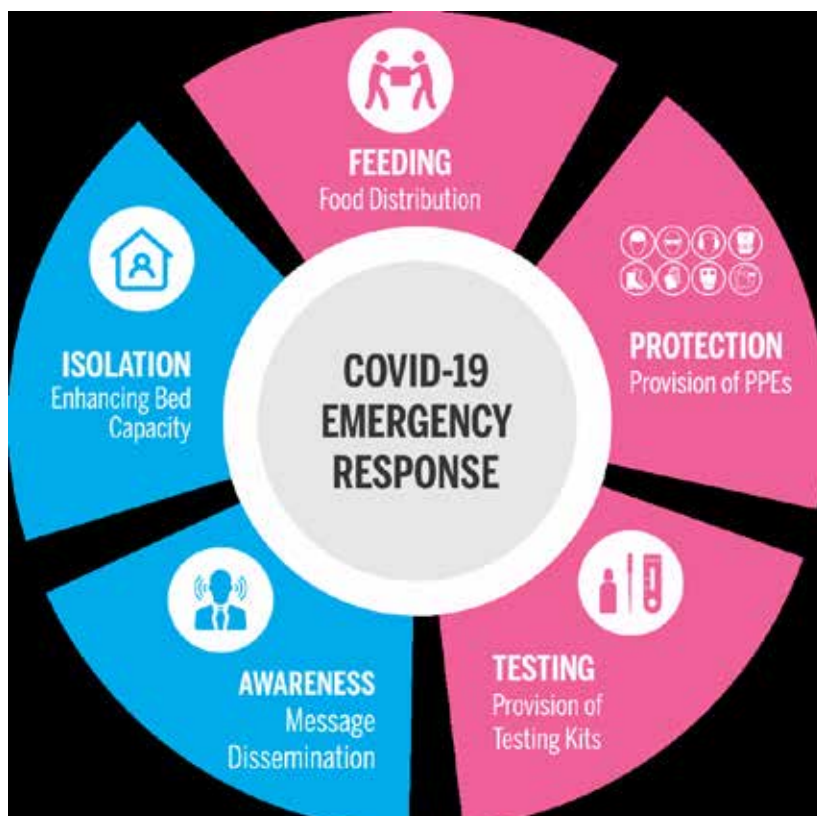 FEEDING
Food Distribution
PROTECTION
Provision of PPEs
TESTING
Provision of
Testing Kits
AWARENESS
Message
Dissemination
ISOLATION
Enhancing Bed
Capacity
COVID-19
EMERGENCY
RESPONSE